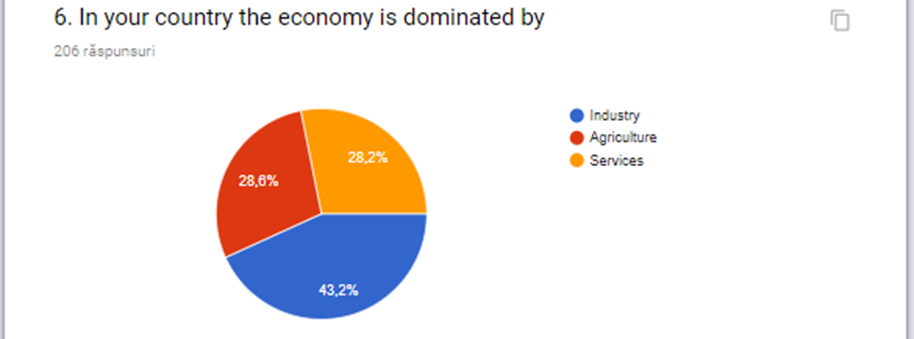 6. In your country the economy is dominated by
206 răspunsuri
Industry
Agriculture
Services
28,2%
28,6%
43,2%